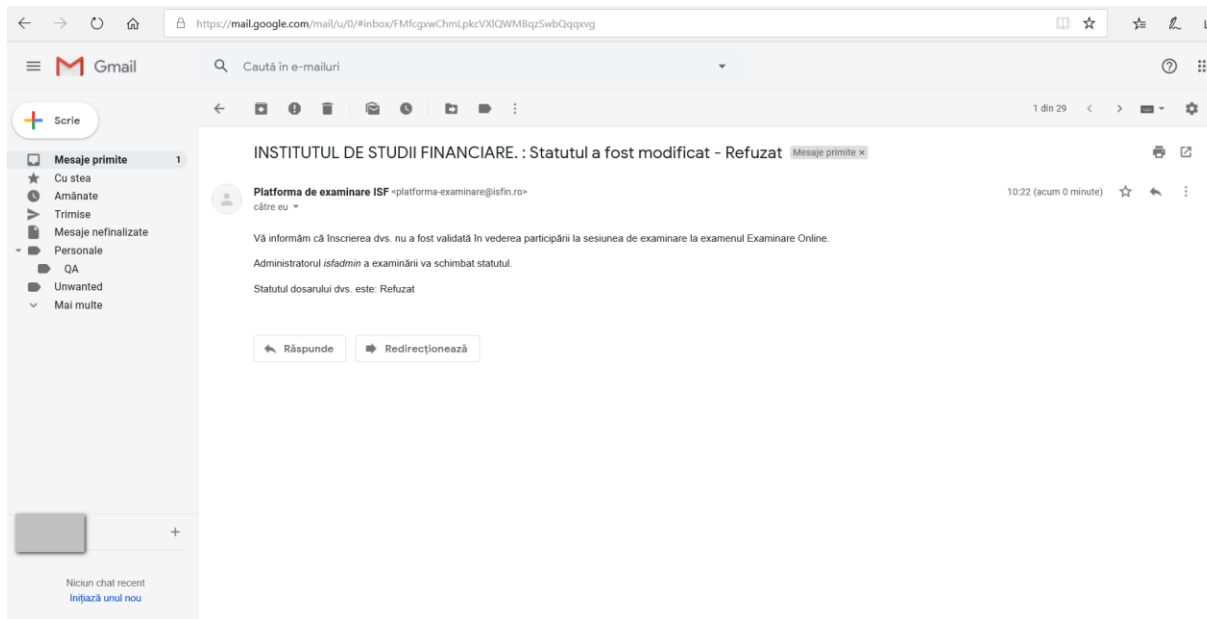 https://mail.google.com/mail/u/0/#inbox/FMfcgxwChmLpkcVXlQWMBqzSwbQqqxvg
Gmail
Caută în e-mailuri
Scrie
1 din 29
Mesaje primite 1
Cu stea
Amânate
Trimise
Mesaje nefinalizate
Personale
QA
Unwanted
Mai multe
INSTITUTUL DE STUDII FINANCIARE. : Statutul a fost modificat - Refuzat Mesaje primite ×
Platforma de examinare ISF <platforma-examinare@isfin.ro>
10:22 (acum 0 minute)
către eu
Vă informăm că înscrierea dvs. nu a fost validată în vederea participării la sesiunea de examinare la examenul Examinare Online.
Administratorul isfadmin a examinării va schimbat statutul.
Statutul dosarului dvs. este: Refuzat
Răspunde
Redirecționează
Niciun chat recent
Inițiază unul nou